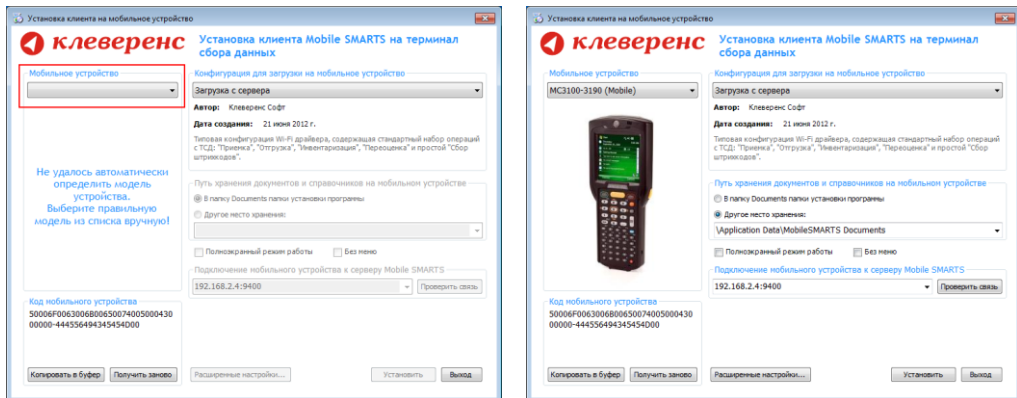 Установка клиента на мобильное устройство
клеверенс
Установка клиента Mobile SMARTS на терминал
сбора данных
Мобильное устройство
Конфигурация для загрузки на мобильное устройство
Загрузка с сервера
Автор: Клеверенс Софт
Дата создания: 21 июня 2012 г.
Типовая конфигурация Wi-Fi драйвера, содержащая стандартный набор операций
с ТСД: "Приемка", "Отгрузка", "Инвентаризация", "Переоценка" и простой "Сбор
штрихкодов".
Не удалось автоматически
определить модель
устройства.
Выберите правильную
модель из списка вручную!
Путь хранения документов и справочников на мобильном устройстве
В папку Documents папки установки программы
Другое место хранения:
Полноэкранный режим работы
Без меню
Подключение мобильного устройства к серверу Mobile SMARTS
192.168.2.4:9400
Проверить связь
Код мобильного устройства
50006F0063006B00650074005000430
00000-444556494345454D00
Копировать в буфер
Получить заново
Расширенные настройки...
Установить
Выход
Установка клиента на мобильное устройство
клеверенс
Установка клиента Mobile SMARTS на терминал
сбора данных
Мобильное устройство
MC3100-3190 (Mobile)
Конфигурация для загрузки на мобильное устройство
Загрузка с сервера
Автор: Клеверенс Софт
Дата создания: 21 июня 2012 г.
Типовая конфигурация Wi-Fi драйвера, содержащая стандартный набор операций
с ТСД: "Приемка", "Отгрузка", "Инвентаризация", "Переоценка" и простой "Сбор
штрихкодов".
Путь хранения документов и справочников на мобильном устройстве
В папку Documents папки установки программы
Другое место хранения:
\Application Data\MobileSMARTS Documents
Полноэкранный режим работы
Без меню
Подключение мобильного устройства к серверу Mobile SMARTS
192.168.2.4:9400
Проверить связь
Код мобильного устройства
50006F0063006B00650074005000430
00000-444556494345454D00
Копировать в буфер
Получить заново
Расширенные настройки...
Установить
Выход